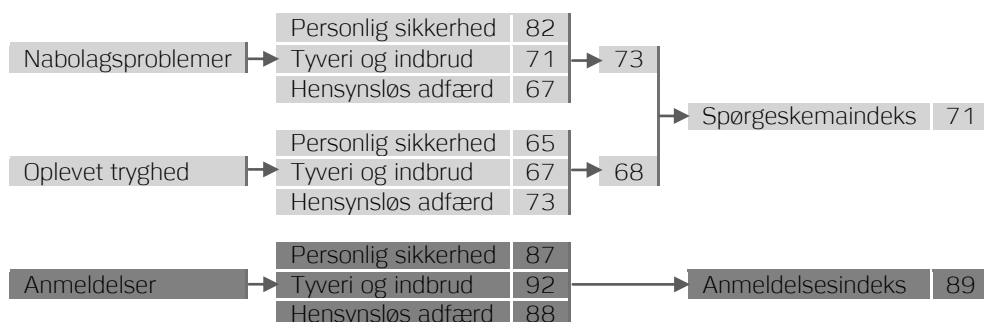 Personlig sikkerhed 82
Nabolagsproblemer Tyveri og indbrud 71 73
Hensynsløs adfærd 67
Spørgeskemaindeks 71
Personlig sikkerhed 65
Oplevet tryghed Tyveri og indbrud 67 68
Hensynsløs adfærd 73
Personlig sikkerhed 87
Anmeldelser Tyveri og indbrud 92 Anmeldelsesindeks 89
Hensynsløs adfærd 88